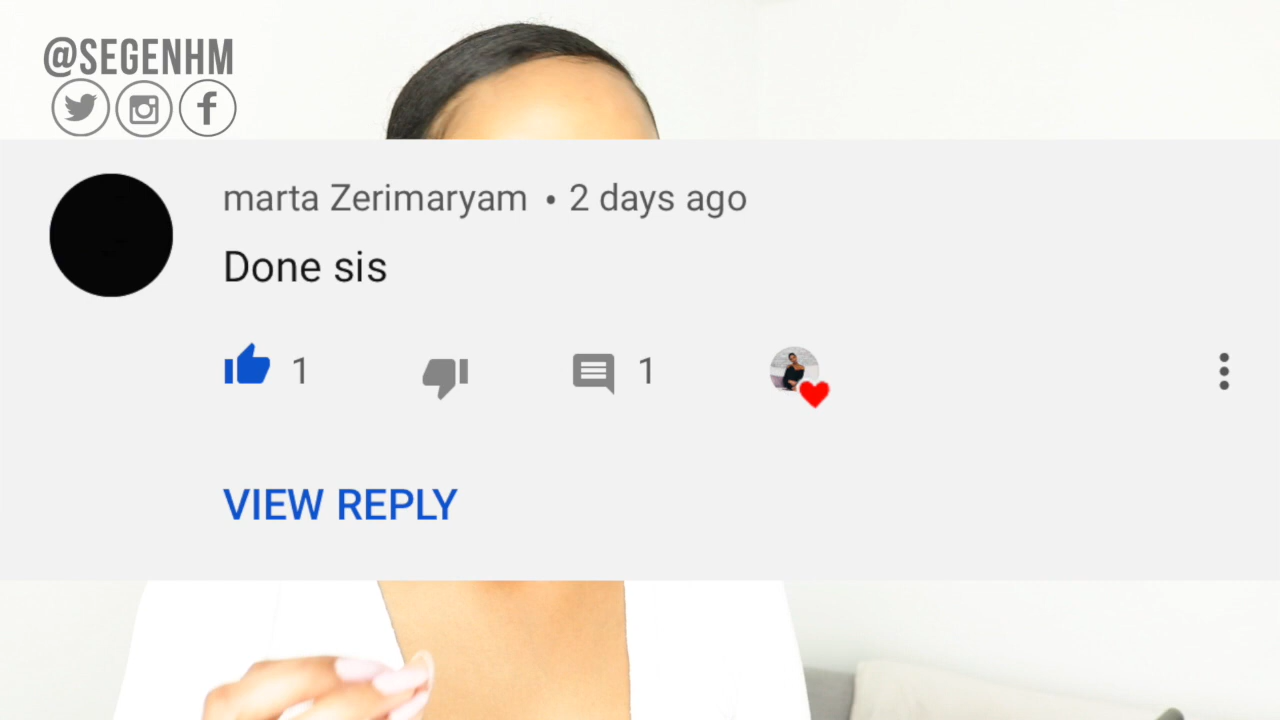 @SEGENHM
marta Zerimaryam • 2 days ago
Done sis
1
1
VIEW REPLY